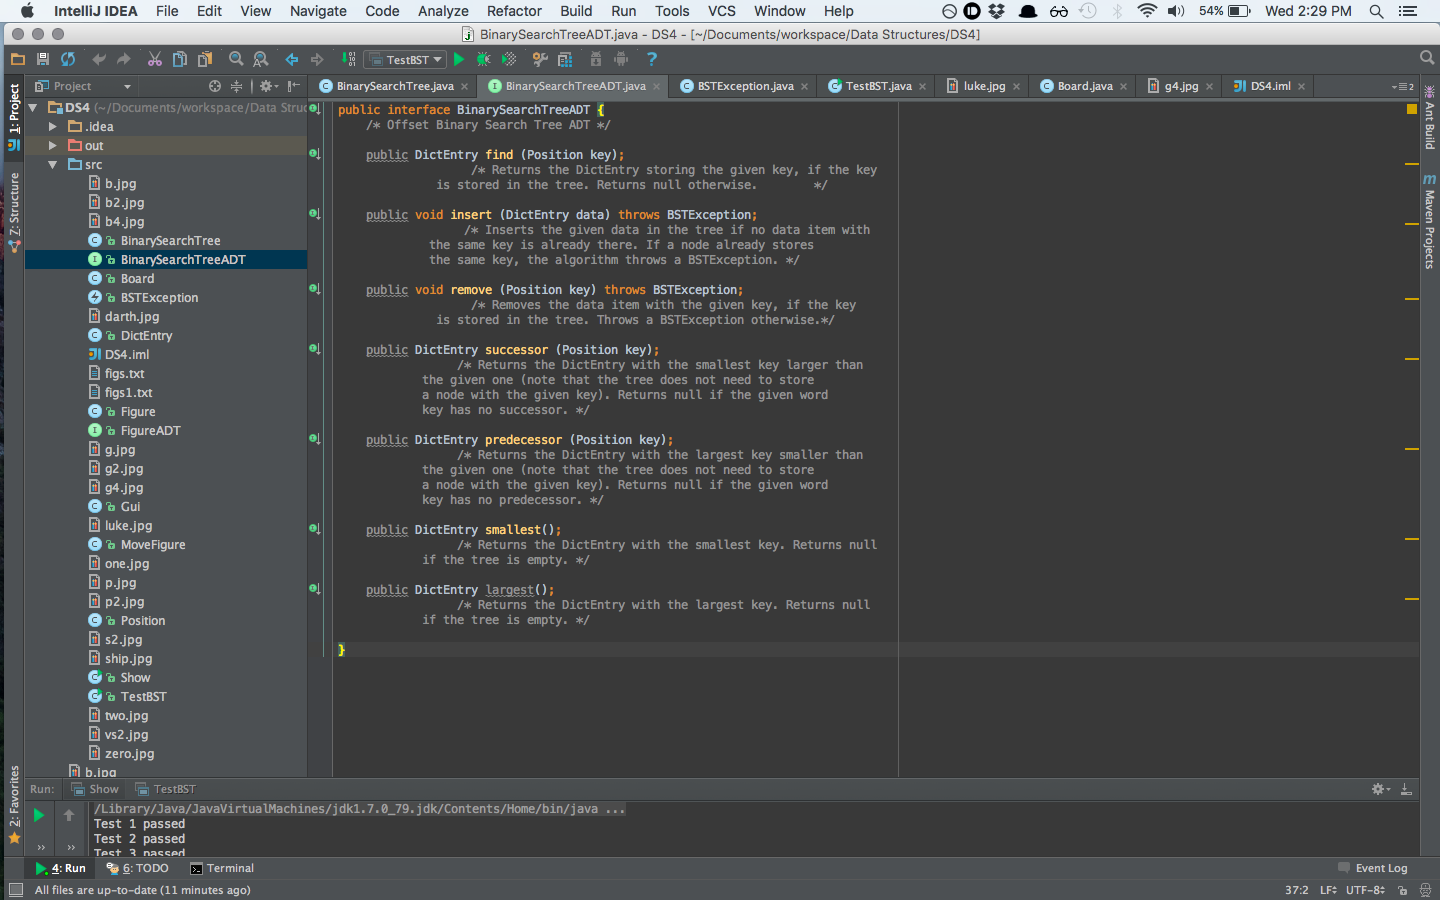 IntelliJ IDEA File Edit View Navigate Code Analyze Refactor Build Run Tools VCS Window Help 54% Wed 2:29 PM
BinarySearchTreeADT.java - DS4 - [~/Documents/workspace/Data Structures/DS4]
TestBST
Project
BinarySearchTree.java BinarySearchTreeADT.java BSTException.java TestBST.java luke.jpg Board.java g4.jpg DS4.iml
1: Project
7: Structure
2: Favorites
DS4 (~/Documents/workspace/Data Struc
.idea
out
src
b.jpg
b2.jpg
b4.jpg
BinarySearchTree
BinarySearchTreeADT
Board
BSTException
darth.jpg
DictEntry
DS4.iml
figs.txt
figs1.txt
Figure
FigureADT
g.jpg
g2.jpg
g4.jpg
Gui
luke.jpg
MoveFigure
one.jpg
p.jpg
p2.jpg
Position
s2.jpg
ship.jpg
Show
TestBST
two.jpg
vs2.jpg
zero.jpg
b.jpg
public interface BinarySearchTreeADT {
/* Offset Binary Search Tree ADT */
public DictEntry find (Position key);
/* Returns the DictEntry storing the given key, if the key
is stored in the tree. Returns null otherwise. */
public void insert (DictEntry data) throws BSTException;
/* Inserts the given data in the tree if no data item with
the same key is already there. If a node already stores
the same key, the algorithm throws a BSTException. */
public void remove (Position key) throws BSTException;
/* Removes the data item with the given key, if the key
is stored in the tree. Throws a BSTException otherwise.*/
public DictEntry successor (Position key);
/* Returns the DictEntry with the smallest key larger than
the given one (note that the tree does not need to store
a node with the given key). Returns null if the given word
key has no successor. */
public DictEntry predecessor (Position key);
/* Returns the DictEntry with the largest key smaller than
the given one (note that the tree does not need to store
a node with the given key). Returns null if the given word
key has no predecessor. */
public DictEntry smallest();
/* Returns the DictEntry with the smallest key. Returns null
if the tree is empty. */
public DictEntry largest();
/* Returns the DictEntry with the largest key. Returns null
if the tree is empty. */
}
Ant Build
Maven Projects
Run: Show TestBST
/Library/Java/JavaVirtualMachines/jdk1.7.0_79.jdk/Contents/Home/bin/java ...
Test 1 passed
Test 2 passed
Test 3 passed
4: Run 6: TODO Terminal Event Log
All files are up-to-date (11 minutes ago) 37:2 LF UTF-8